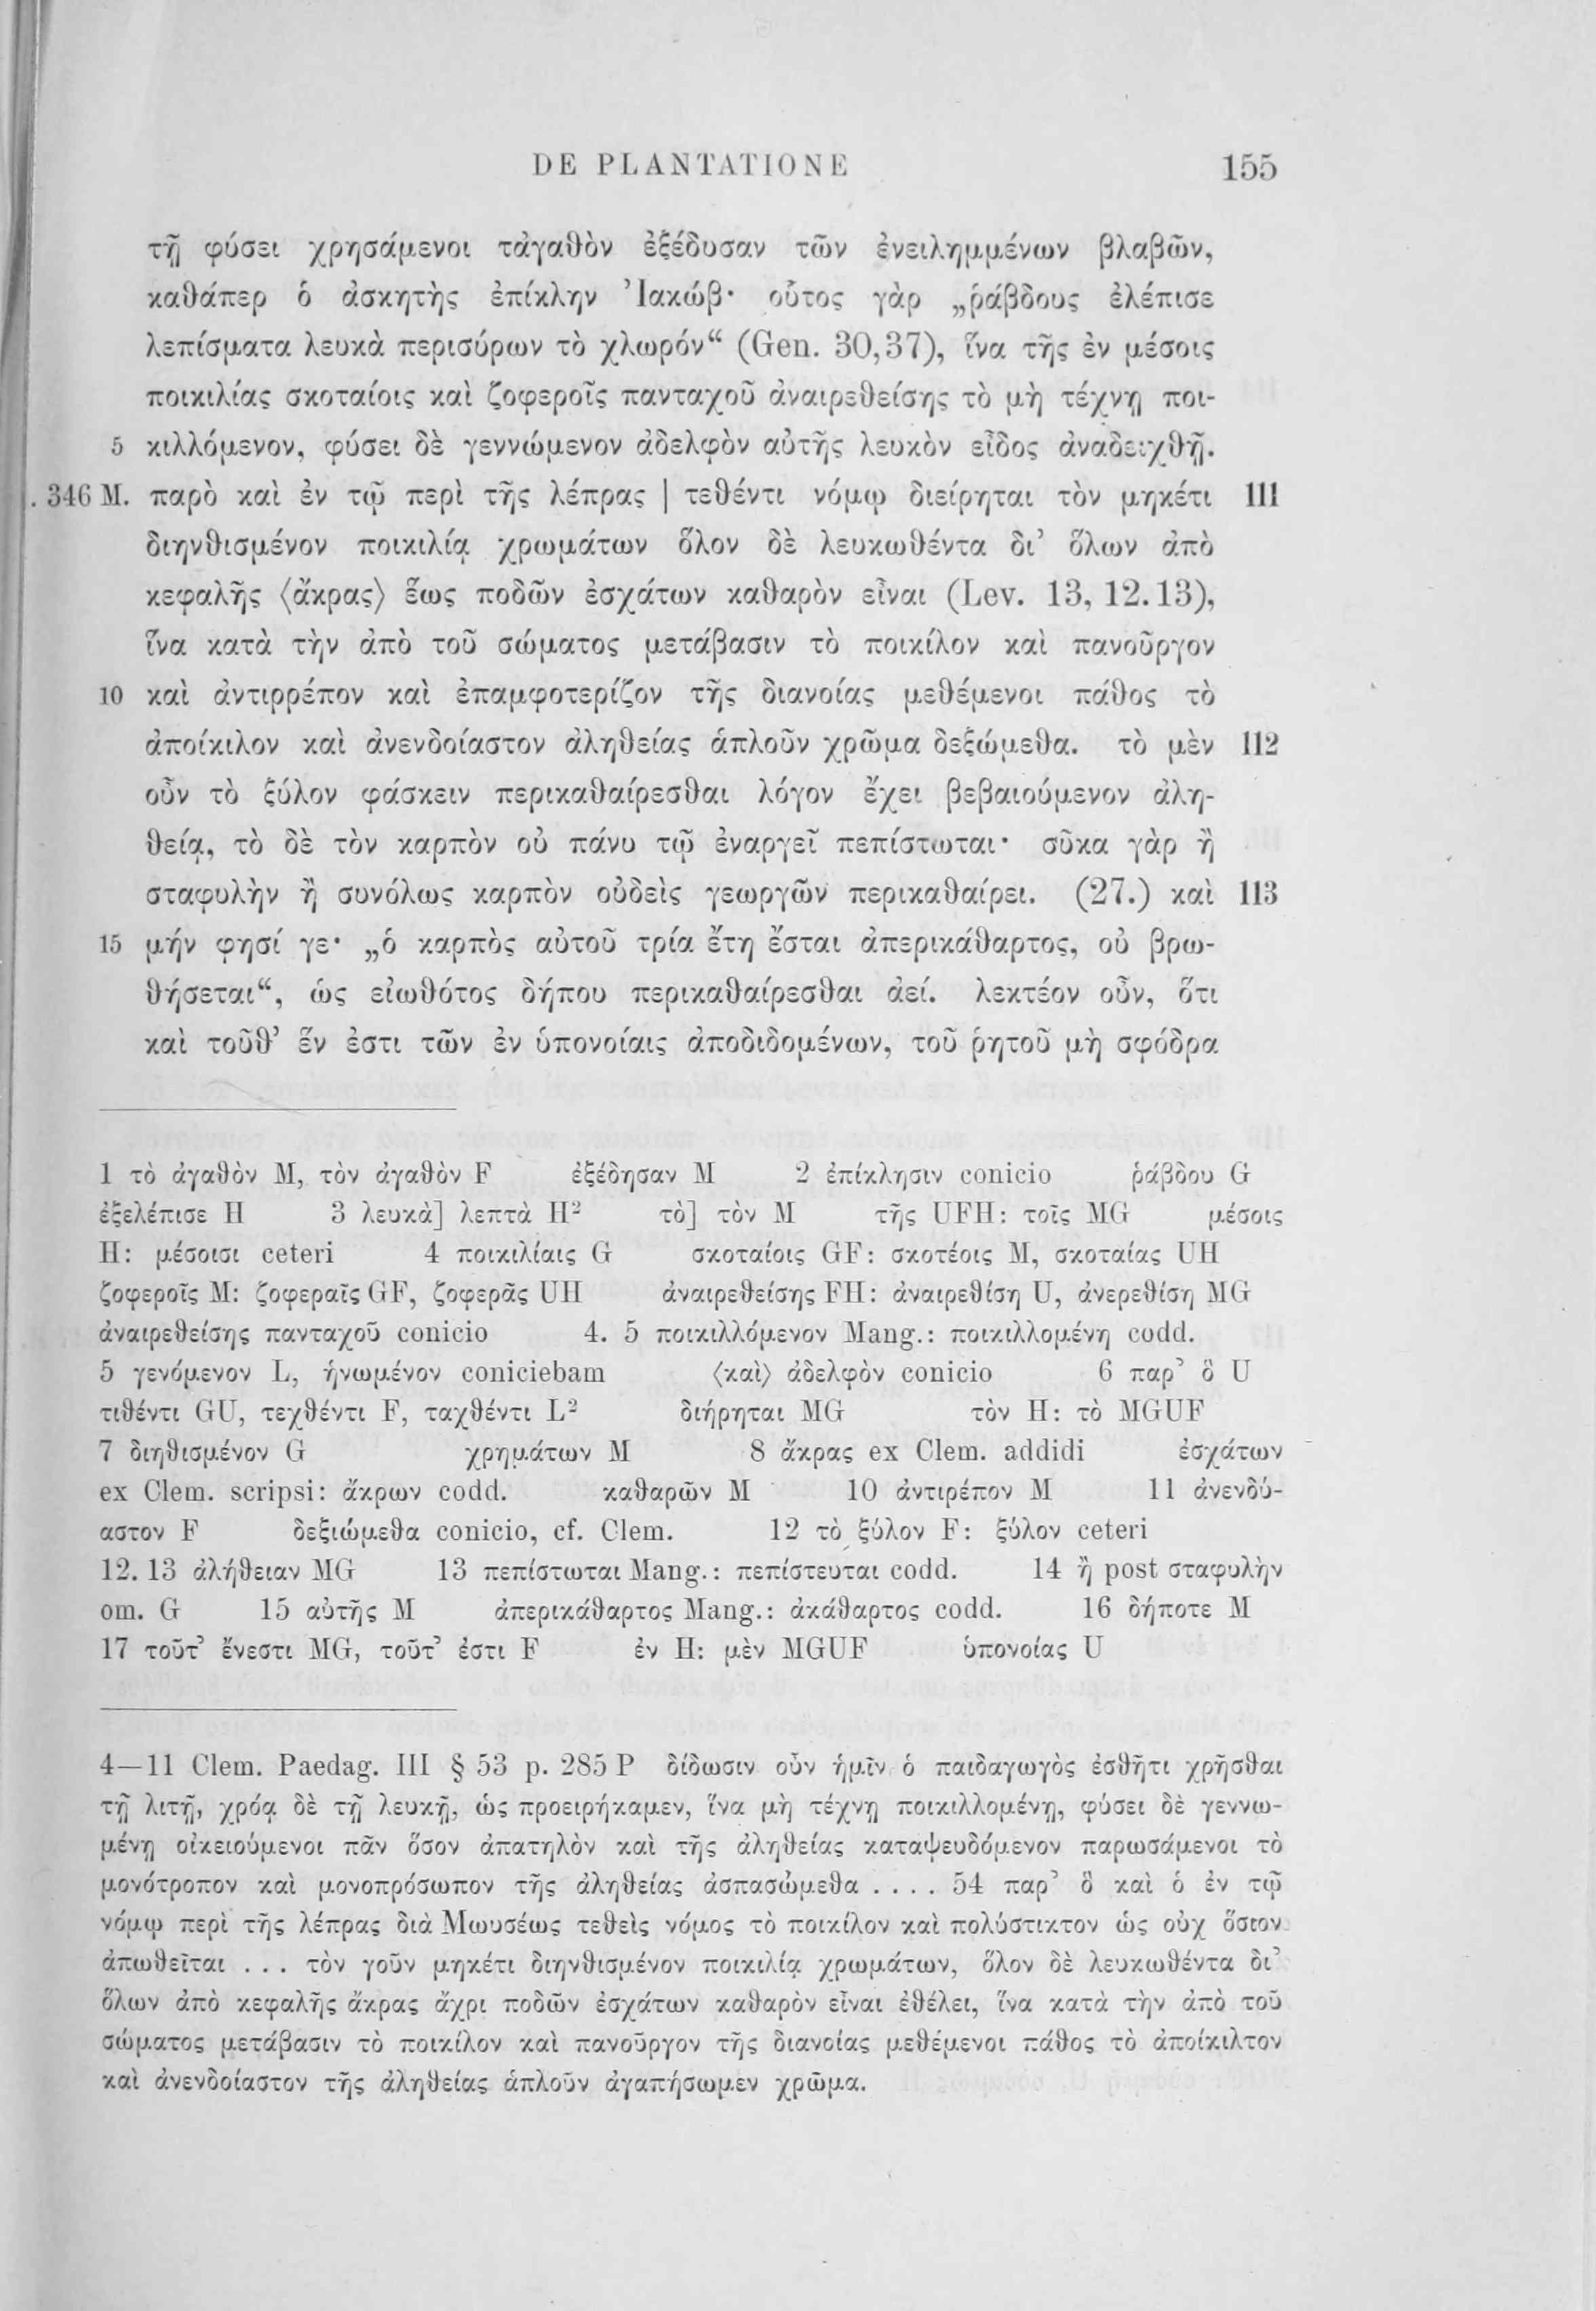 DE PLANTATIONE 155
τῇ φύσει χρησάμενοι τἀγαθὸν ἐξέδυσαν τῶν ἐνειλημμένων βλαβῶν,
καθάπερ ὁ ἀσκητὴς ἐπίκλην Ἰακώβ· οὗτος γὰρ „ῥάβδους ἐλέπισε
λεπίσματα λευκὰ περισύρων τὸ χλωρόν“ (Gen. 30,37), ἵνα τῆς ἐν μέσοις
ποικιλίας σκοταίοις καὶ ζοφεροῖς πανταχοῦ ἀναιρεθείσης τὸ μὴ τέχνῃ ποι-
5 κιλλόμενον, φύσει δὲ γεννώμενον ἀδελφὸν αὐτῆς λευκὸν εἶδος ἀναδειχθῇ.
. 346 M. παρὸ καὶ ἐν τῷ περὶ τῆς λέπρας | τεθέντι νόμῳ διείρηται τὸν μηκέτι 111
διηνθισμένον ποικιλίᾳ χρωμάτων ὅλον δὲ λευκωθέντα δι’ ὅλων ἀπὸ
κεφαλῆς ⟨ἄκρας⟩ ἕως ποδῶν ἐσχάτων καθαρὸν εἶναι (Lev. 13, 12.13),
ἵνα κατὰ τὴν ἀπὸ τοῦ σώματος μετάβασιν τὸ ποικίλον καὶ πανοῦργον
10 καὶ ἀντιρρέπον καὶ ἐπαμφοτερίζον τῆς διανοίας μεθέμενοι πάθος τὸ
ἀποίκιλον καὶ ἀνενδοίαστον ἀληθείας ἁπλοῦν χρῶμα δεξώμεθα. τὸ μὲν 112
οὖν τὸ ξύλον φάσκειν περικαθαίρεσθαι λόγον ἔχει βεβαιούμενον ἀλη-
θείᾳ, τὸ δὲ τὸν καρπὸν οὐ πάνυ τῷ ἐναργεῖ πεπίστωται· σῦκα γὰρ ἢ
σταφυλὴν ἢ συνόλως καρπὸν οὐδεὶς γεωργῶν περικαθαίρει. (27.) καὶ 113
15 μήν φησί γε· „ὁ καρπὸς αὐτοῦ τρία ἔτη ἔσται ἀπερικάθαρτος, οὐ βρω-
θήσεται“, ὡς εἰωθότος δήπου περικαθαίρεσθαι ἀεί. λεκτέον οὖν, ὅτι
καὶ τοῦθ’ ἕν ἐστι τῶν ἐν ὑπονοίαις ἀποδιδομένων, τοῦ ῥητοῦ μὴ σφόδρα
1 τὸ ἀγαθὸν M, τὸν ἀγαθὸν F ἐξέδησαν M 2 ἐπίκλησιν conicio ῥάβδου G
ἐξελέπισε H 3 λευκὰ] λεπτὰ H² τὸ] τὸν M τῆς UFH: τοῖς MG μέσοις
H: μέσοισι ceteri 4 ποικιλίαις G σκοταίοις GF: σκοτέοις M, σκοταίας UH
ζοφεροῖς M: ζοφεραῖς GF, ζοφερᾶς UH ἀναιρεθείσης FH: ἀναιρεθίση U, ἀνερεθίση MG
ἀναιρεθείσης πανταχοῦ conicio 4. 5 ποικιλλόμενον Mang.: ποικιλλομένη codd.
5 γενόμενον L, ἡνωμένον coniciebam ⟨καὶ⟩ ἀδελφὸν conicio 6 παρ’ ὃ U
τιθέντι GU, τεχθέντι F, ταχθέντι L² διήρηται MG τὸν H: τὸ MGUF
7 διηθισμένον G χρημάτων M 8 ἄκρας ex Clem. addidi ἐσχάτων
ex Clem. scripsi: ἄκρων codd. καθαρῶν M 10 ἀντιρέπον M 11 ἀνενδύ-
αστον F δεξιώμεθα conicio, cf. Clem. 12 τὸ ξύλον F: ξύλον ceteri
12. 13 ἀλήθειαν MG 13 πεπίστωται Mang.: πεπίστευται codd. 14 ἢ post σταφυλὴν
om. G 15 αὐτῆς M ἀπερικάθαρτος Mang.: ἀκάθαρτος codd. 16 δήποτε M
17 τοῦτ’ ἔνεστι MG, τοῦτ’ ἐστι F ἐν H: μὲν MGUF ὑπονοίας U
4—11 Clem. Paedag. III § 53 p. 285 P δίδωσιν οὖν ἡμῖν ὁ παιδαγωγὸς ἐσθῆτι χρῆσθαι
τῇ λιτῇ, χρόᾳ δὲ τῇ λευκῇ, ὡς προειρήκαμεν, ἵνα μὴ τέχνῃ ποικιλλομένῃ, φύσει δὲ γεννω-
μένῃ οἰκειούμενοι πᾶν ὅσον ἀπατηλὸν καὶ τῆς ἀληθείας καταψευδόμενον παρωσάμενοι τὸ
μονότροπον καὶ μονοπρόσωπον τῆς ἀληθείας ἀσπασώμεθα . . . . 54 παρ’ ὃ καὶ ὁ ἐν τῷ
νόμῳ περὶ τῆς λέπρας διὰ Μωυσέως τεθεὶς νόμος τὸ ποικίλον καὶ πολύστικτον ὡς οὐχ ὅσιον
ἀπωθεῖται . . . τὸν γοῦν μηκέτι διηνθισμένον ποικιλίᾳ χρωμάτων, ὅλον δὲ λευκωθέντα δι’
ὅλων ἀπὸ κεφαλῆς ἄκρας ἄχρι ποδῶν ἐσχάτων καθαρὸν εἶναι ἐθέλει, ἵνα κατὰ τὴν ἀπὸ τοῦ
σώματος μετάβασιν τὸ ποικίλον καὶ πανοῦργον τῆς διανοίας μεθέμενοι πάθος τὸ ἀποίκιλτον
καὶ ἀνενδοίαστον τῆς ἀληθείας ἁπλοῦν ἀγαπήσωμεν χρῶμα.